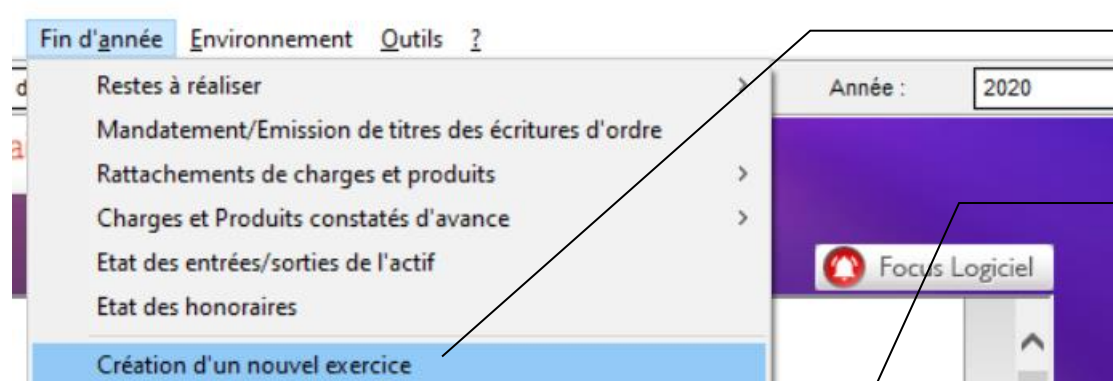 Fin d'année Environnement Outils ?
d Restes à réaliser > Année : 2020
a Mandatement/Emission de titres des écritures d'ordre
Rattachements de charges et produits >
Charges et Produits constatés d'avance >
Etat des entrées/sorties de l'actif
Focus Logiciel
Etat des honoraires
Création d'un nouvel exercice